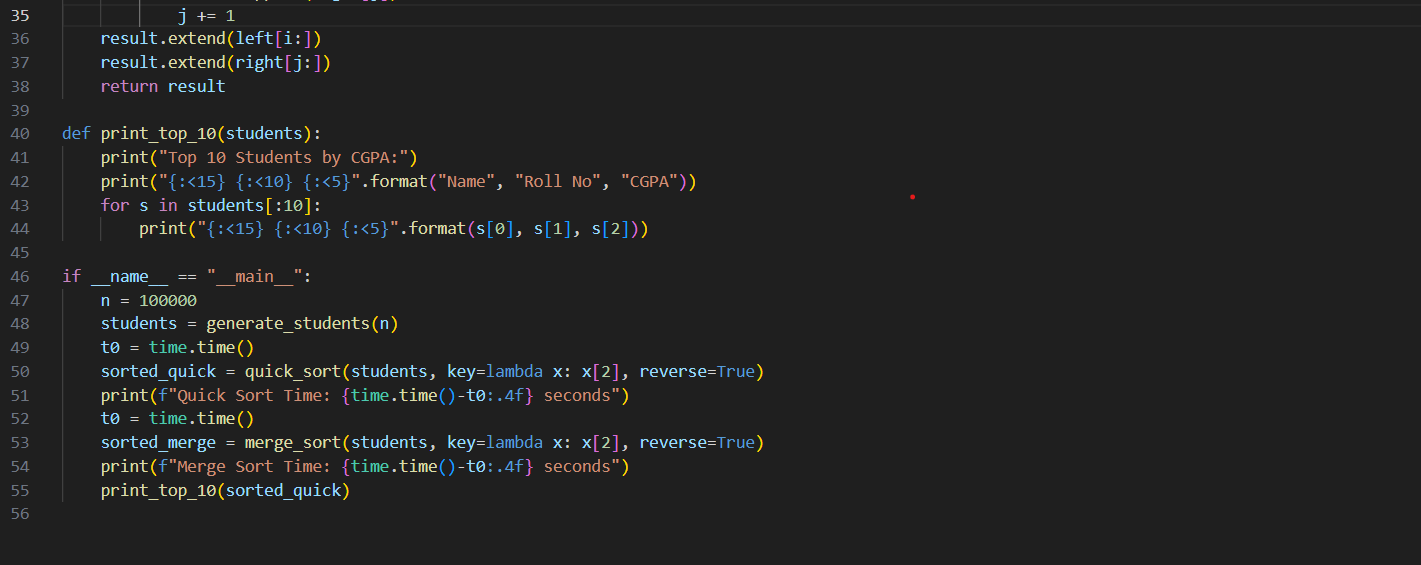 35            j += 1
36    result.extend(left[i:])
37    result.extend(right[j:])
38    return result
39
40 def print_top_10(students):
41    print("Top 10 Students by CGPA:")
42    print("{:<15} {:<10} {:<5}".format("Name", "Roll No", "CGPA"))
43    for s in students[:10]:
44        print("{:<15} {:<10} {:<5}".format(s[0], s[1], s[2]))
45
46 if __name__ == "__main__":
47    n = 100000
48    students = generate_students(n)
49    t0 = time.time()
50    sorted_quick = quick_sort(students, key=lambda x: x[2], reverse=True)
51    print(f"Quick Sort Time: {time.time()-t0:.4f} seconds")
52    t0 = time.time()
53    sorted_merge = merge_sort(students, key=lambda x: x[2], reverse=True)
54    print(f"Merge Sort Time: {time.time()-t0:.4f} seconds")
55    print_top_10(sorted_quick)
56